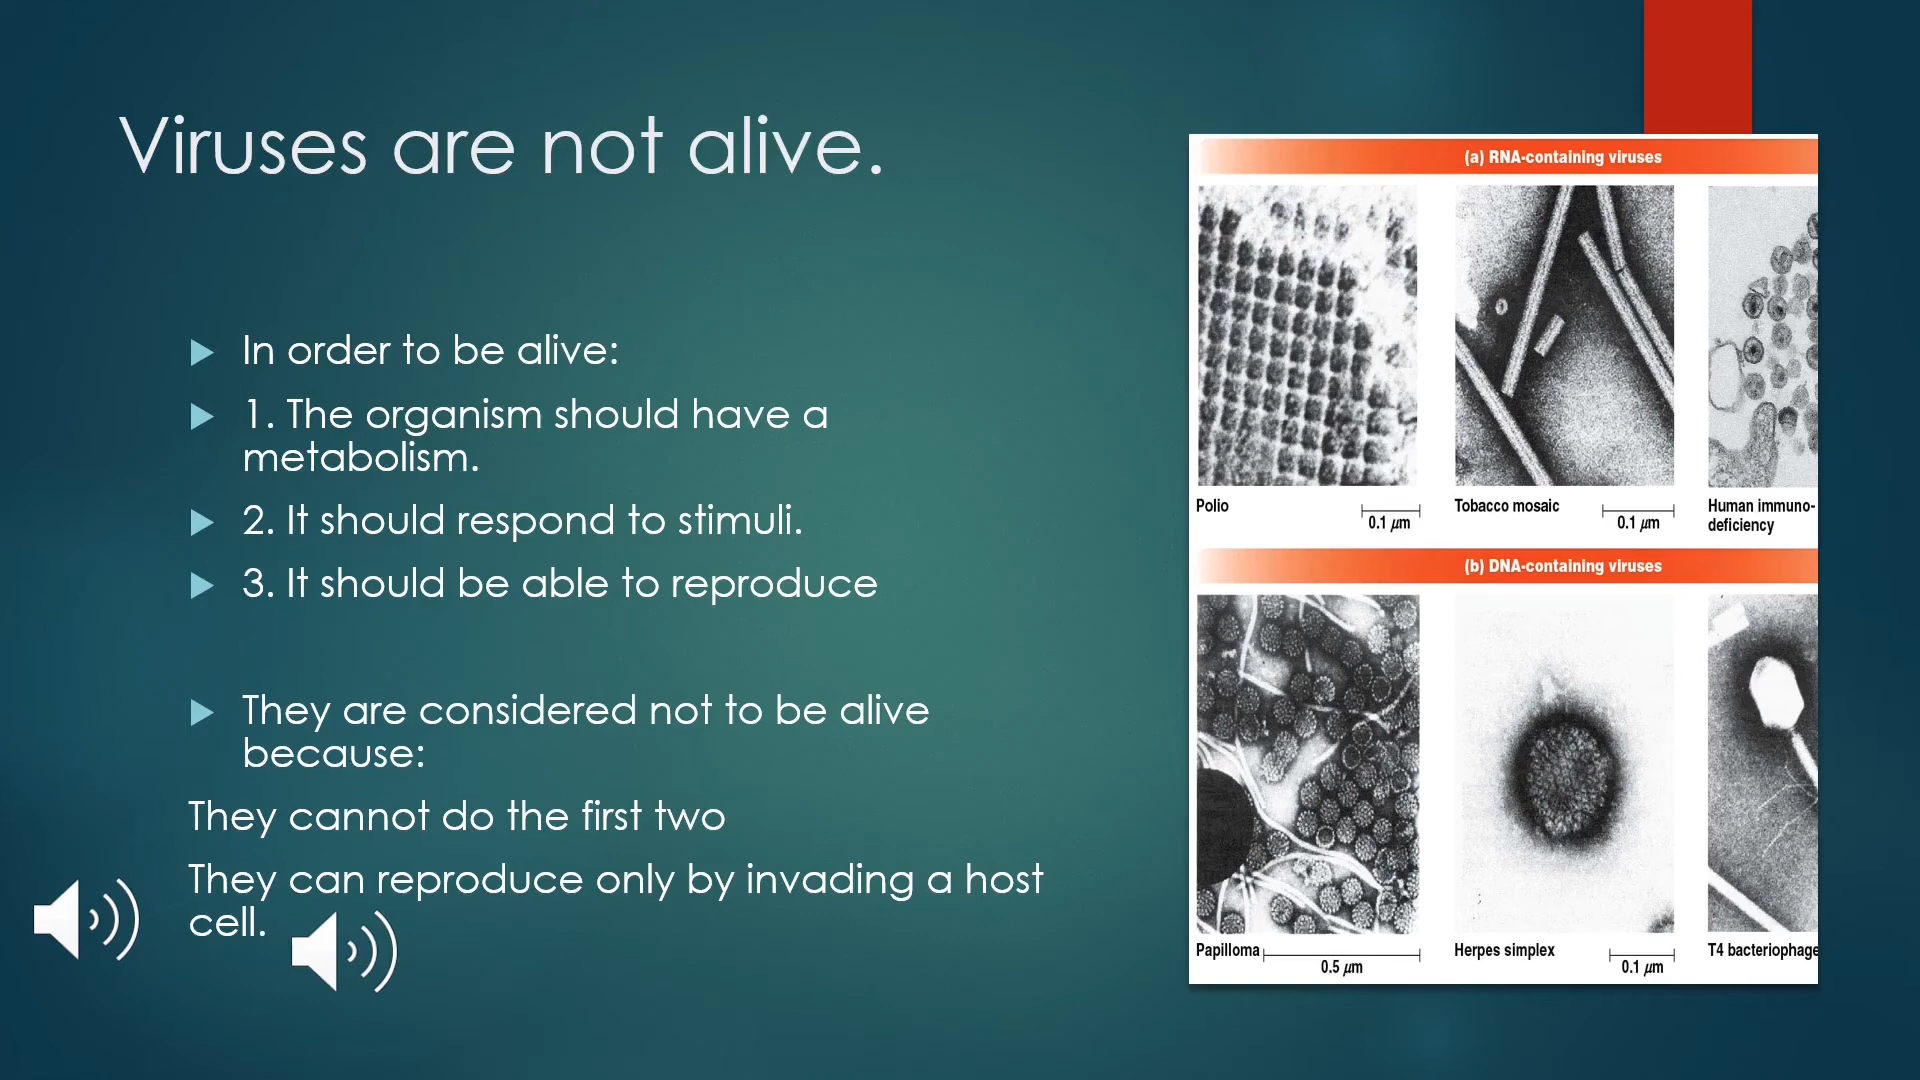 Viruses are not alive.
In order to be alive:
1. The organism should have a
metabolism.
2. It should respond to stimuli.
3. It should be able to reproduce
They are considered not to be alive
because:
They cannot do the first two
They can reproduce only by invading a host
cell.
(a) RNA-containing viruses
Polio
0.1 μm
Tobacco mosaic
0.1 μm
Human immuno-
deficiency
(b) DNA-containing viruses
Papilloma
0.5 μm
Herpes simplex
0.1 μm
T4 bacteriophage